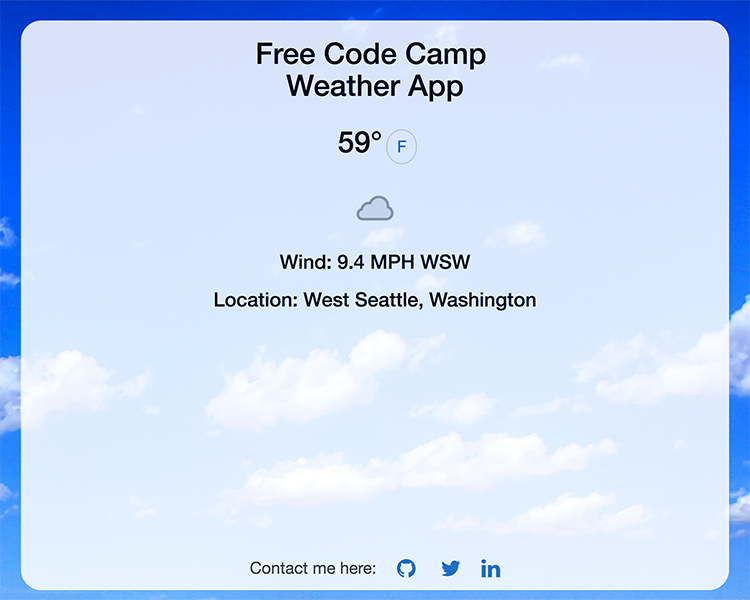 Free Code Camp
Weather App
59° F
Wind: 9.4 MPH WSW
Location: West Seattle, Washington
Contact me here: